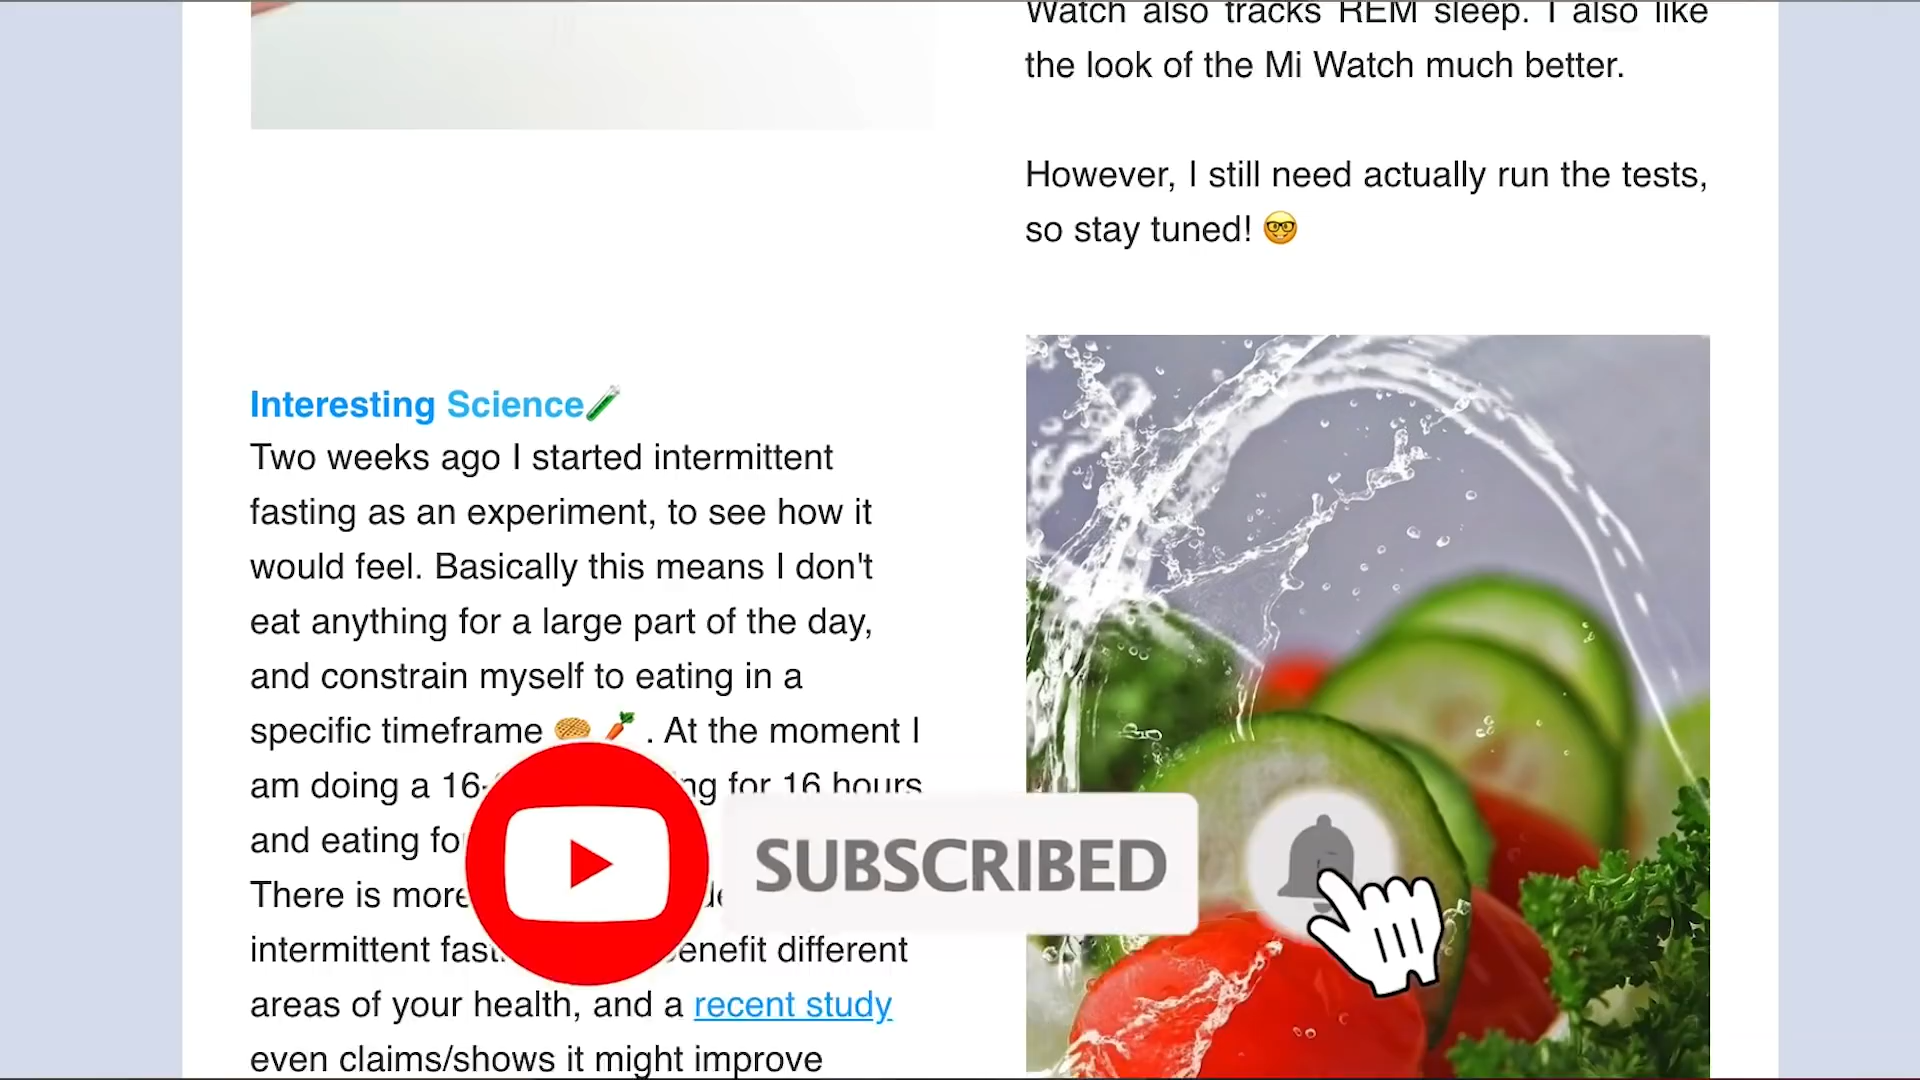 Watch also tracks REM sleep. I also like
the look of the Mi Watch much better.
However, I still need actually run the tests,
so stay tuned! 🤓
Interesting Science
Two weeks ago I started intermittent
fasting as an experiment, to see how it
would feel. Basically this means I don't
eat anything for a large part of the day,
and constrain myself to eating in a
specific timeframe 🥕 . At the moment I
am doing a 16- for 16 hours
and eating
There is more
intermittent different
areas of your health, and a recent study
even claims/shows it might improve
SUBSCRIBED